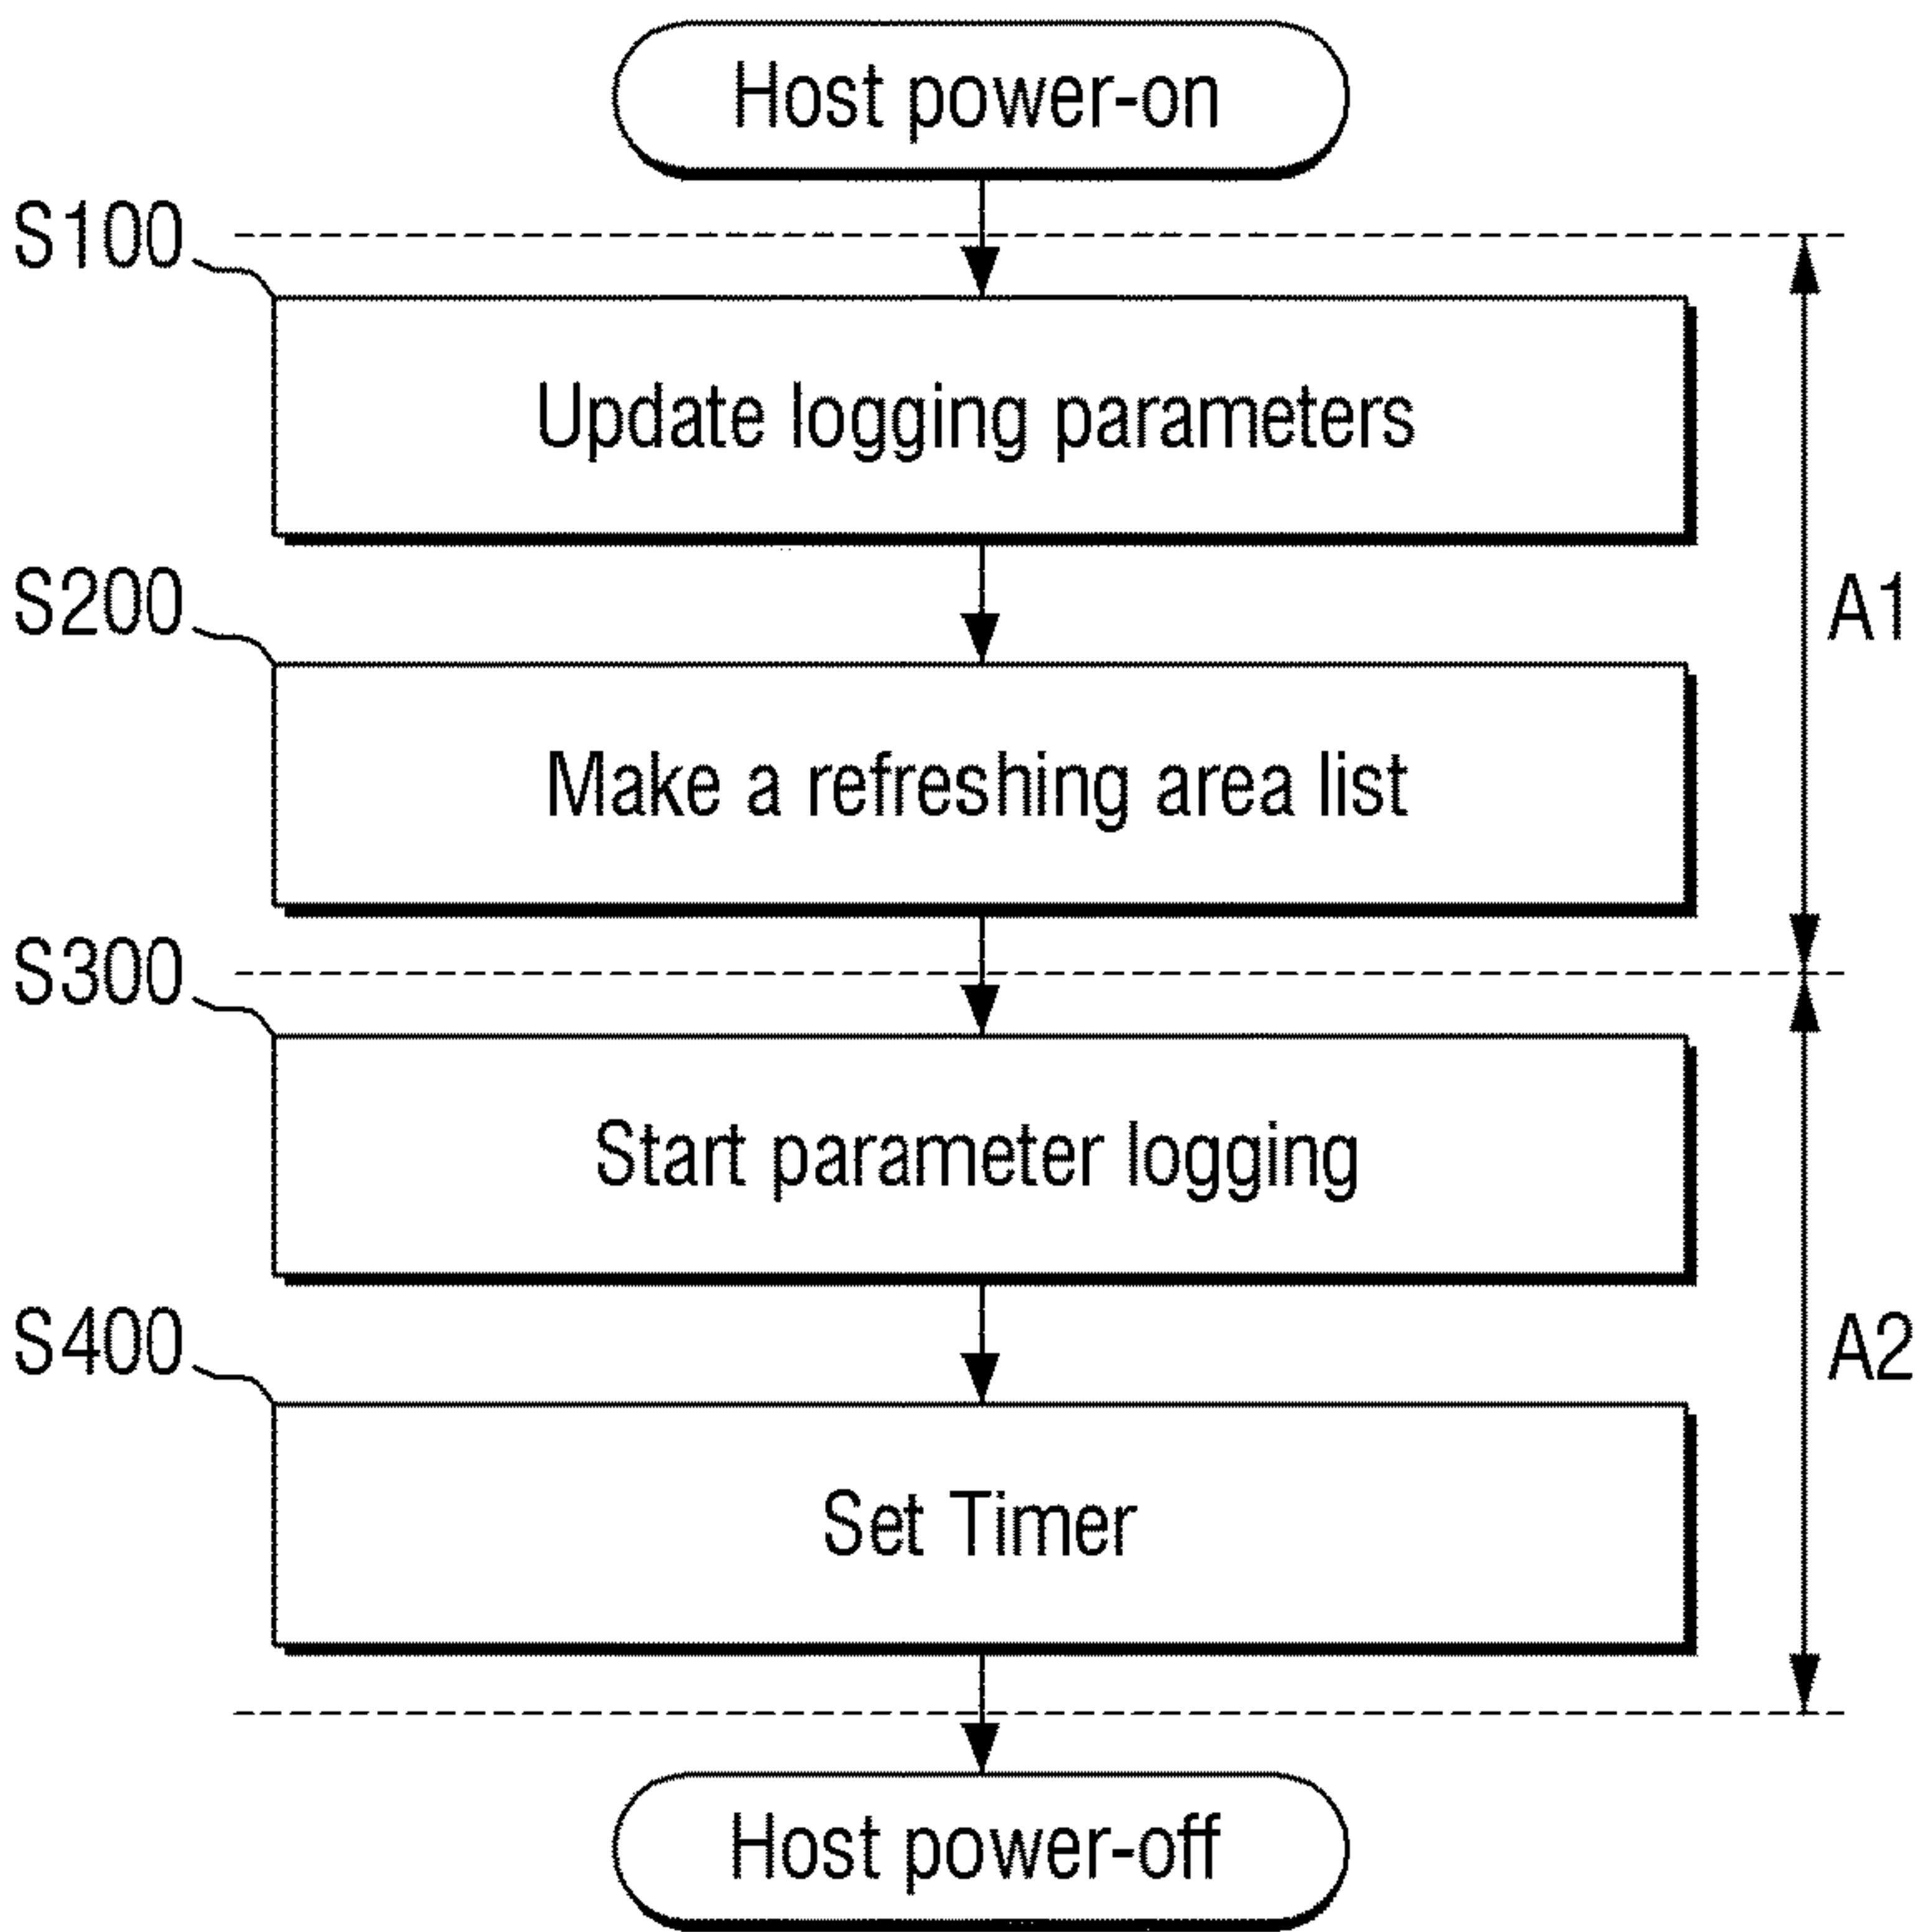 Host power-on
S100
Update logging parameters
S200
Make a refreshing area list
A1
S300
Start parameter logging
S400
Set Timer
A2
Host power-off